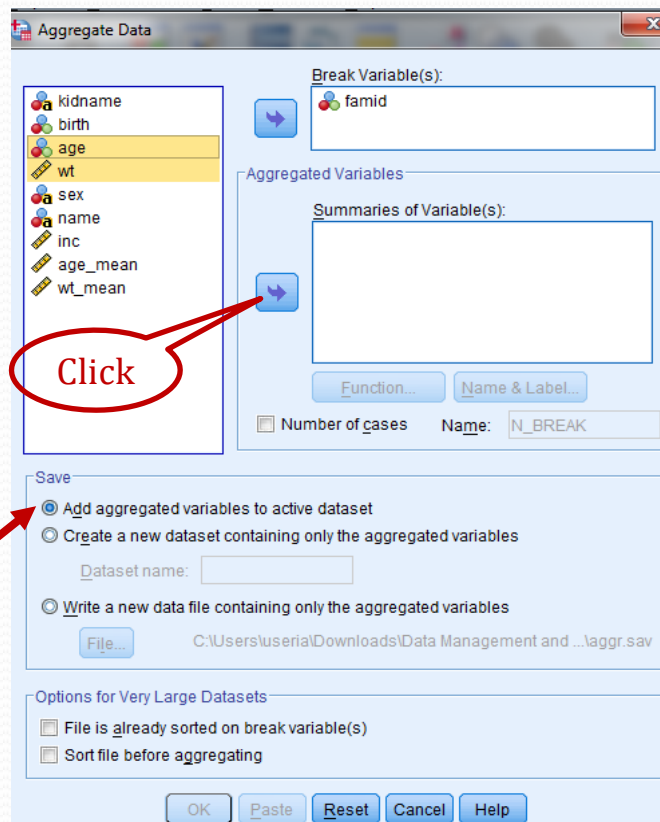 Aggregate Data
Break Variable(s):
kidname
birth
age
wt
sex
name
inc
age_mean
wt_mean
famid
Aggregated Variables
Summaries of Variable(s):
Click
Function...
Name & Label...
Number of cases Name: N_BREAK
Save
Add aggregated variables to active dataset
Create a new dataset containing only the aggregated variables
Dataset name:
Write a new data file containing only the aggregated variables
File... C:\Users\useria\Downloads\Data Management and ...\aggr.sav
Options for Very Large Datasets
File is already sorted on break variable(s)
Sort file before aggregating
OK Paste Reset Cancel Help